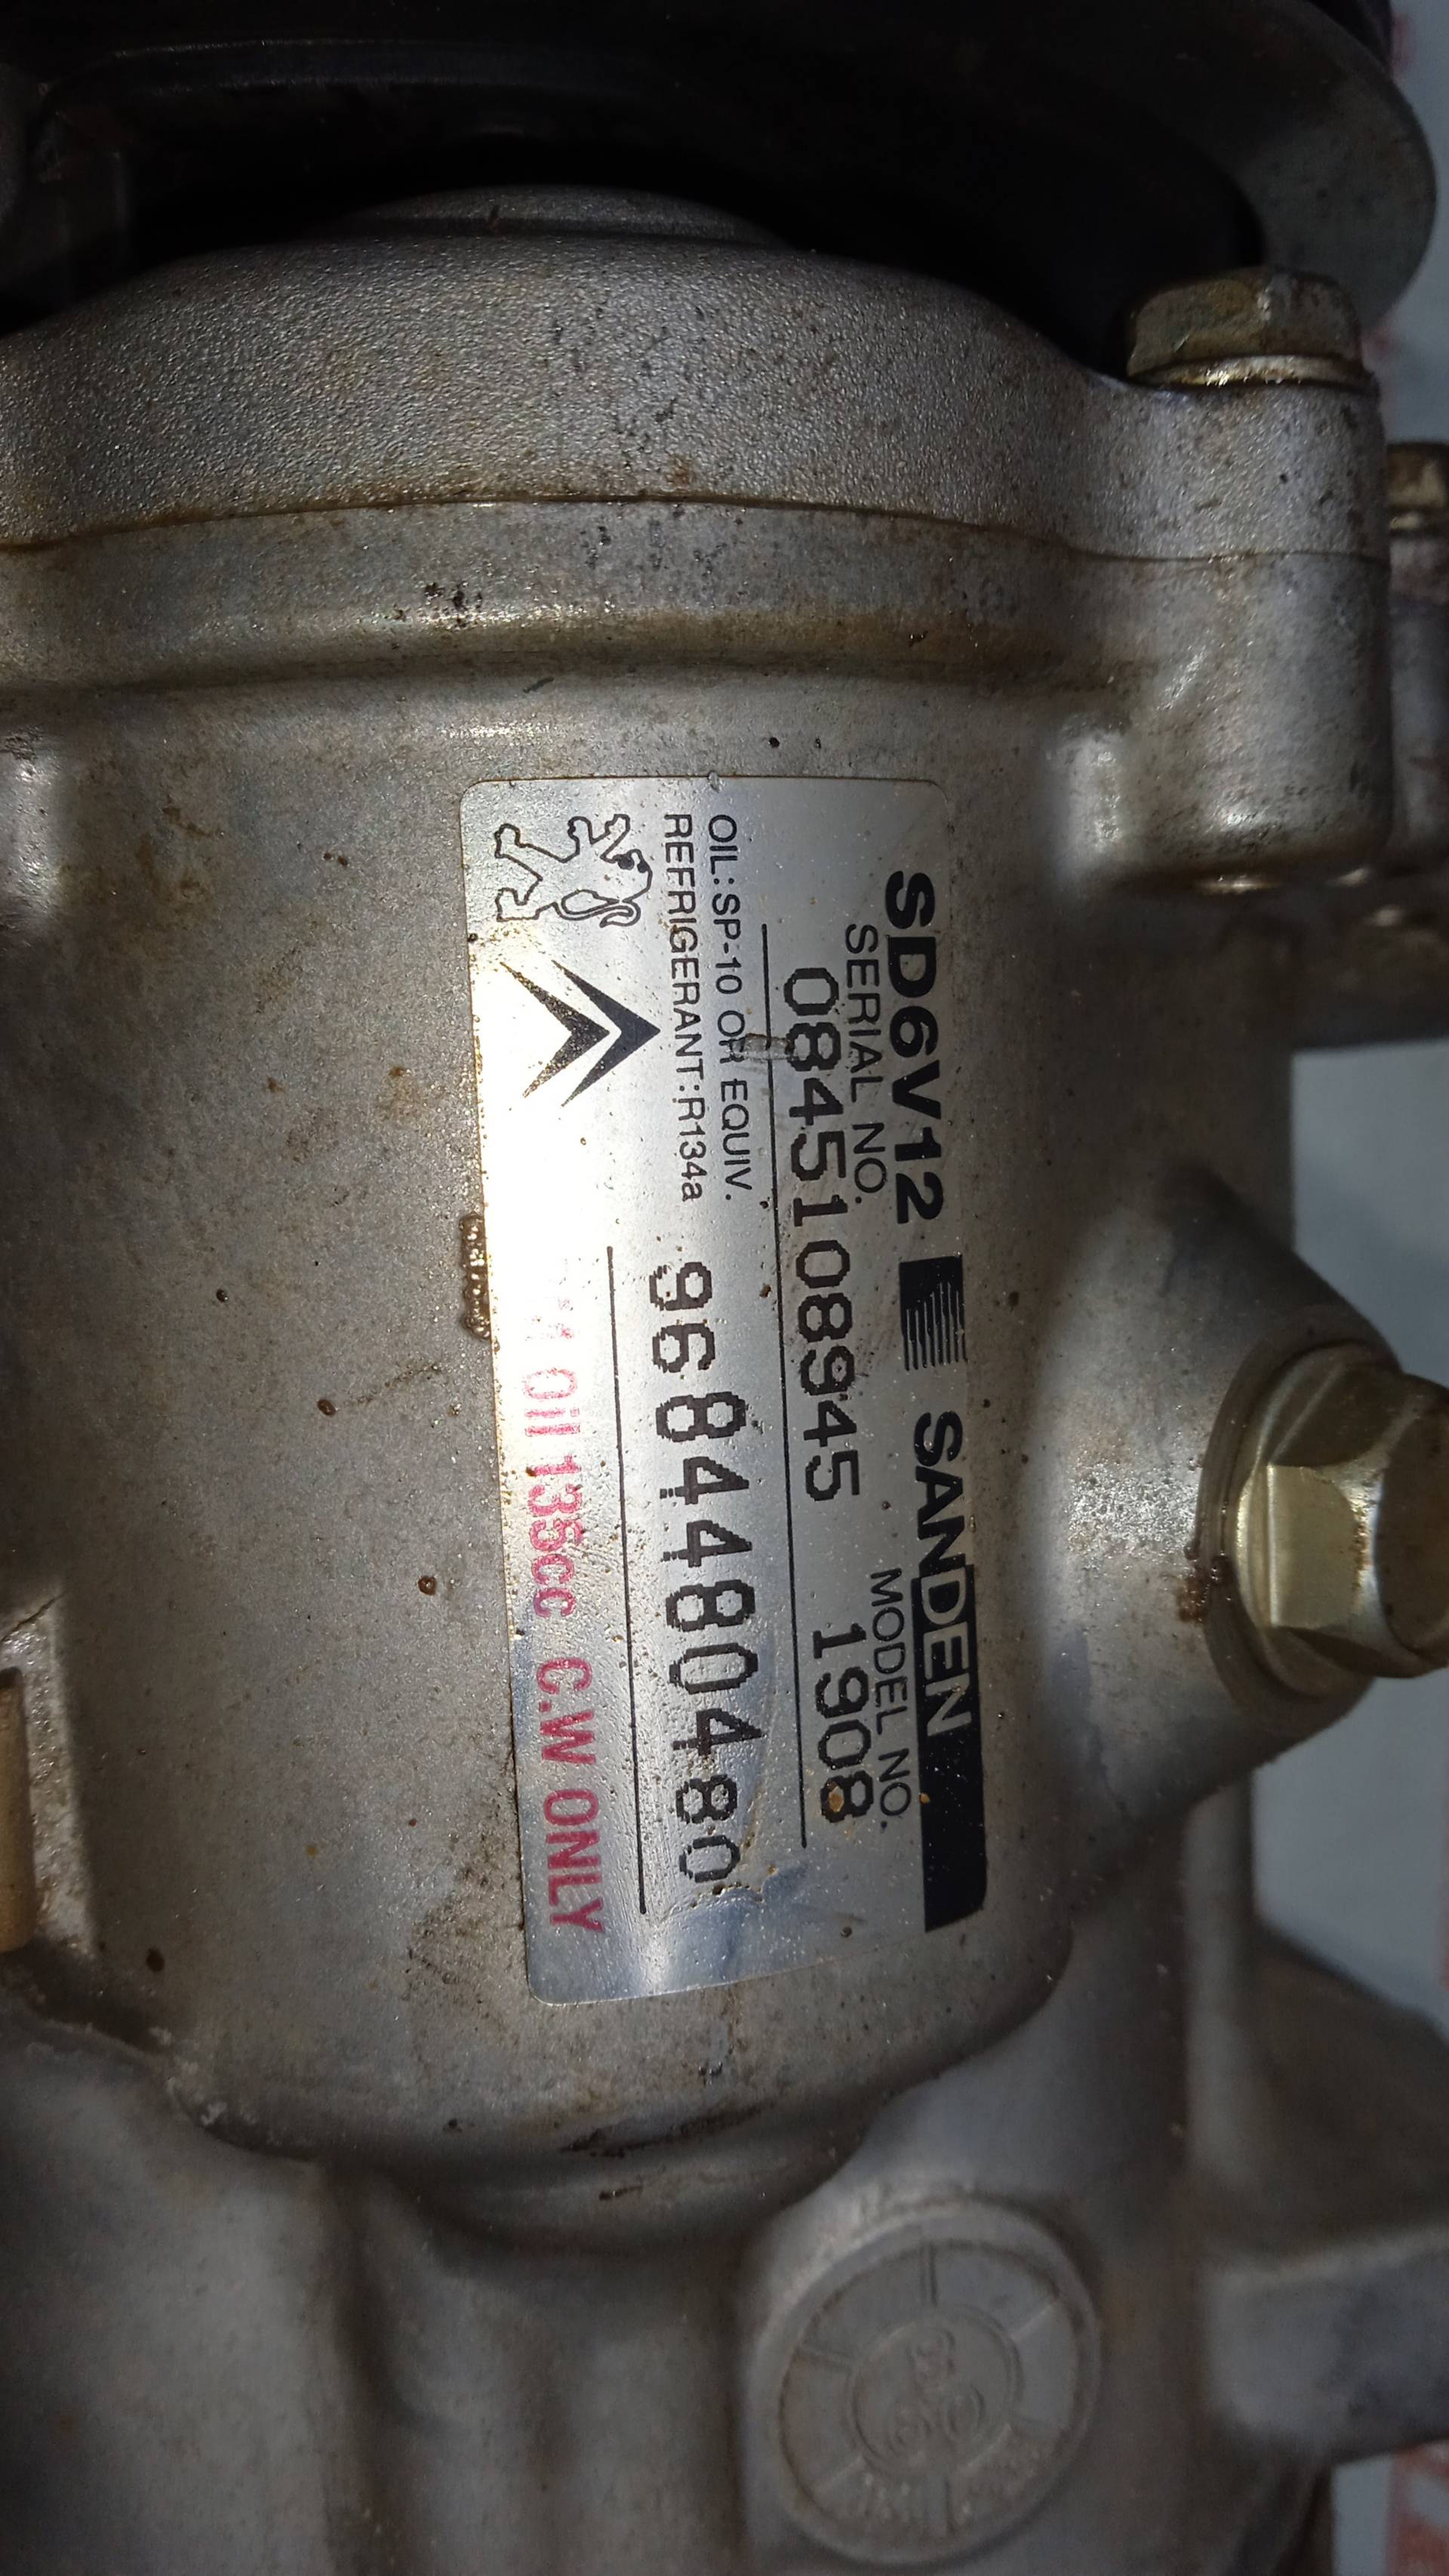 SD6V12 SANDEN
SERIAL NO. MODEL NO.
0845108945 1908
OIL:SP-10 OR EQUIV.
REFRIGERANT:R134a
9684480480
Oil 135cc C.W ONLY